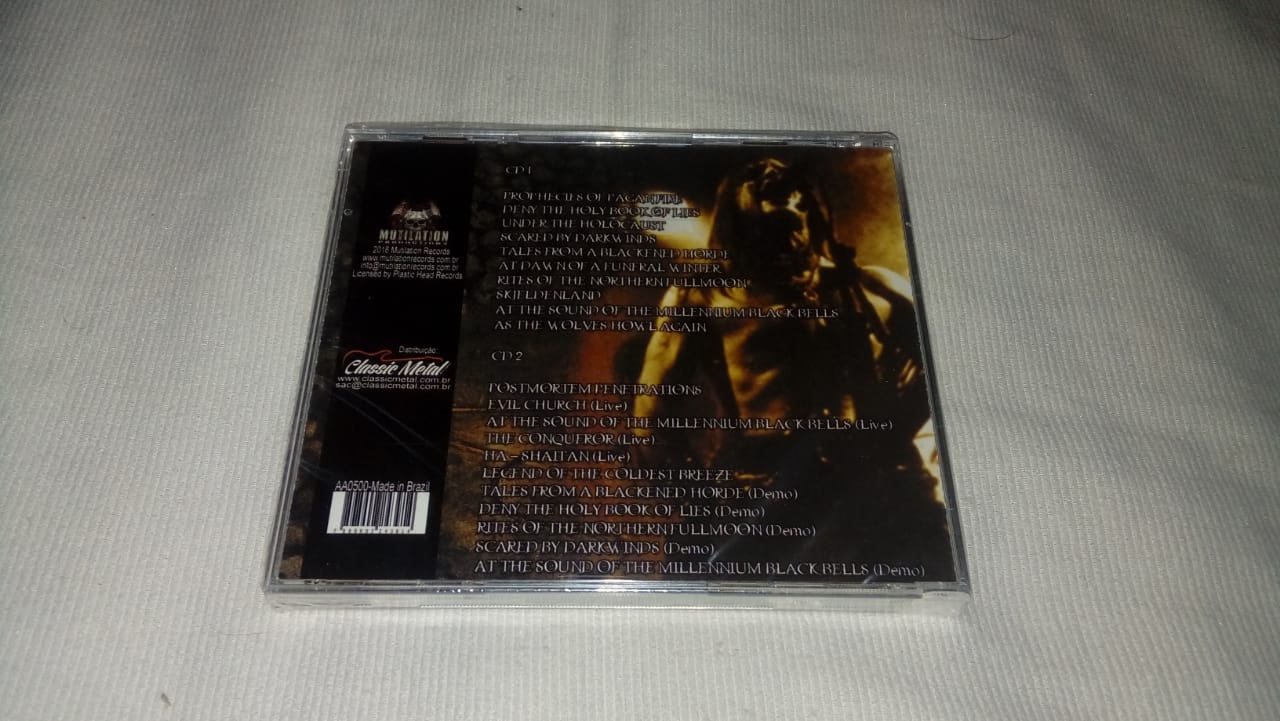 CD 1
PROPHECIES OF PAGAN FIRE
DENY THE HOLY BOOK OF LIES
UNDER THE HOLOCAUST
SCARED BY DARKWINDS
TALES FROM A BLACKENED HORDE
AT DAWN OF A FUNERAL WINTER
RITES OF THE NORTHERN FULLMOON
SKJELDENLAND
AT THE SOUND OF THE MILLENNIUM BLACK BELLS
AS THE WOLVES HOWL AGAIN
CD 2
POSTMORTEM PENETRATIONS
EVIL CHURCH (Live)
AT THE SOUND OF THE MILLENNIUM BLACK BELLS (Live)
THE CONQUEROR (Live)
HA - SHAITAN (Live)
LEGEND OF THE COLDEST BREEZE
TALES FROM A BLACKENED HORDE (Demo)
DENY THE HOLY BOOK OF LIES (Demo)
RITES OF THE NORTHERN FULLMOON (Demo)
SCARED BY DARKWINDS (Demo)
AT THE SOUND OF THE MILLENNIUM BLACK BELLS (Demo)
MUTILATION
PRODUCTIONS
2016 Mutilation Records
www.mutilationrecords.com.br
info@mutilationrecords.com.br
Licensed by Plastic Head Records
Distribuição:
Classic Metal
www.classicmetal.com.br
sac@classicmetal.com.br
AA0500-Made in Brazil